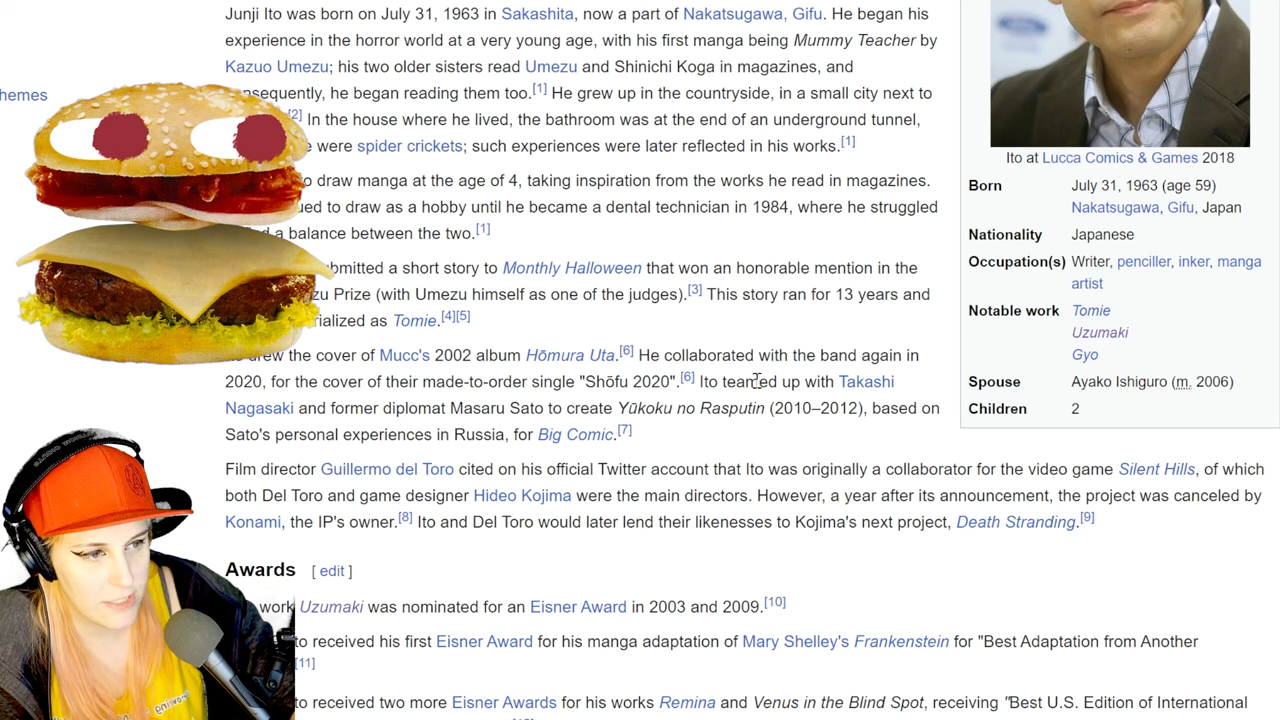 Junji Ito was born on July 31, 1963 in Sakashita, now a part of Nakatsugawa, Gifu. He began his
experience in the horror world at a very young age, with his first manga being Mummy Teacher by
Kazuo Umezu; his two older sisters read Umezu and Shinichi Koga in magazines, and
hemes
nsequently, he began reading them too.[1] He grew up in the countryside, in a small city next to
[2] In the house where he lived, the bathroom was at the end of an underground tunnel,
e were spider crickets; such experiences were later reflected in his works.[1]
o draw manga at the age of 4, taking inspiration from the works he read in magazines.
ued to draw as a hobby until he became a dental technician in 1984, where he struggled
d a balance between the two.[1]
bmitted a short story to Monthly Halloween that won an honorable mention in the
zu Prize (with Umezu himself as one of the judges).[3] This story ran for 13 years and
rialized as Tomie.[4][5]
drew the cover of Mucc's 2002 album Hōmura Uta.[6] He collaborated with the band again in
2020, for the cover of their made-to-order single "Shōfu 2020".[6] Ito teamed up with Takashi
Nagasaki and former diplomat Masaru Sato to create Yūkoku no Rasputin (2010–2012), based on
Sato's personal experiences in Russia, for Big Comic.[7]
Film director Guillermo del Toro cited on his official Twitter account that Ito was originally a collaborator for the video game Silent Hills, of which
both Del Toro and game designer Hideo Kojima were the main directors. However, a year after its announcement, the project was canceled by
Konami, the IP's owner.[8] Ito and Del Toro would later lend their likenesses to Kojima's next project, Death Stranding.[9]
Awards [ edit ]
work Uzumaki was nominated for an Eisner Award in 2003 and 2009.[10]
to received his first Eisner Award for his manga adaptation of Mary Shelley's Frankenstein for "Best Adaptation from Another
[11]
to received two more Eisner Awards for his works Remina and Venus in the Blind Spot, receiving "Best U.S. Edition of International
Ito at Lucca Comics & Games 2018
Born July 31, 1963 (age 59)
Nakatsugawa, Gifu, Japan
Nationality Japanese
Occupation(s) Writer, penciller, inker, manga
artist
Notable work Tomie
Uzumaki
Gyo
Spouse Ayako Ishiguro (m. 2006)
Children 2